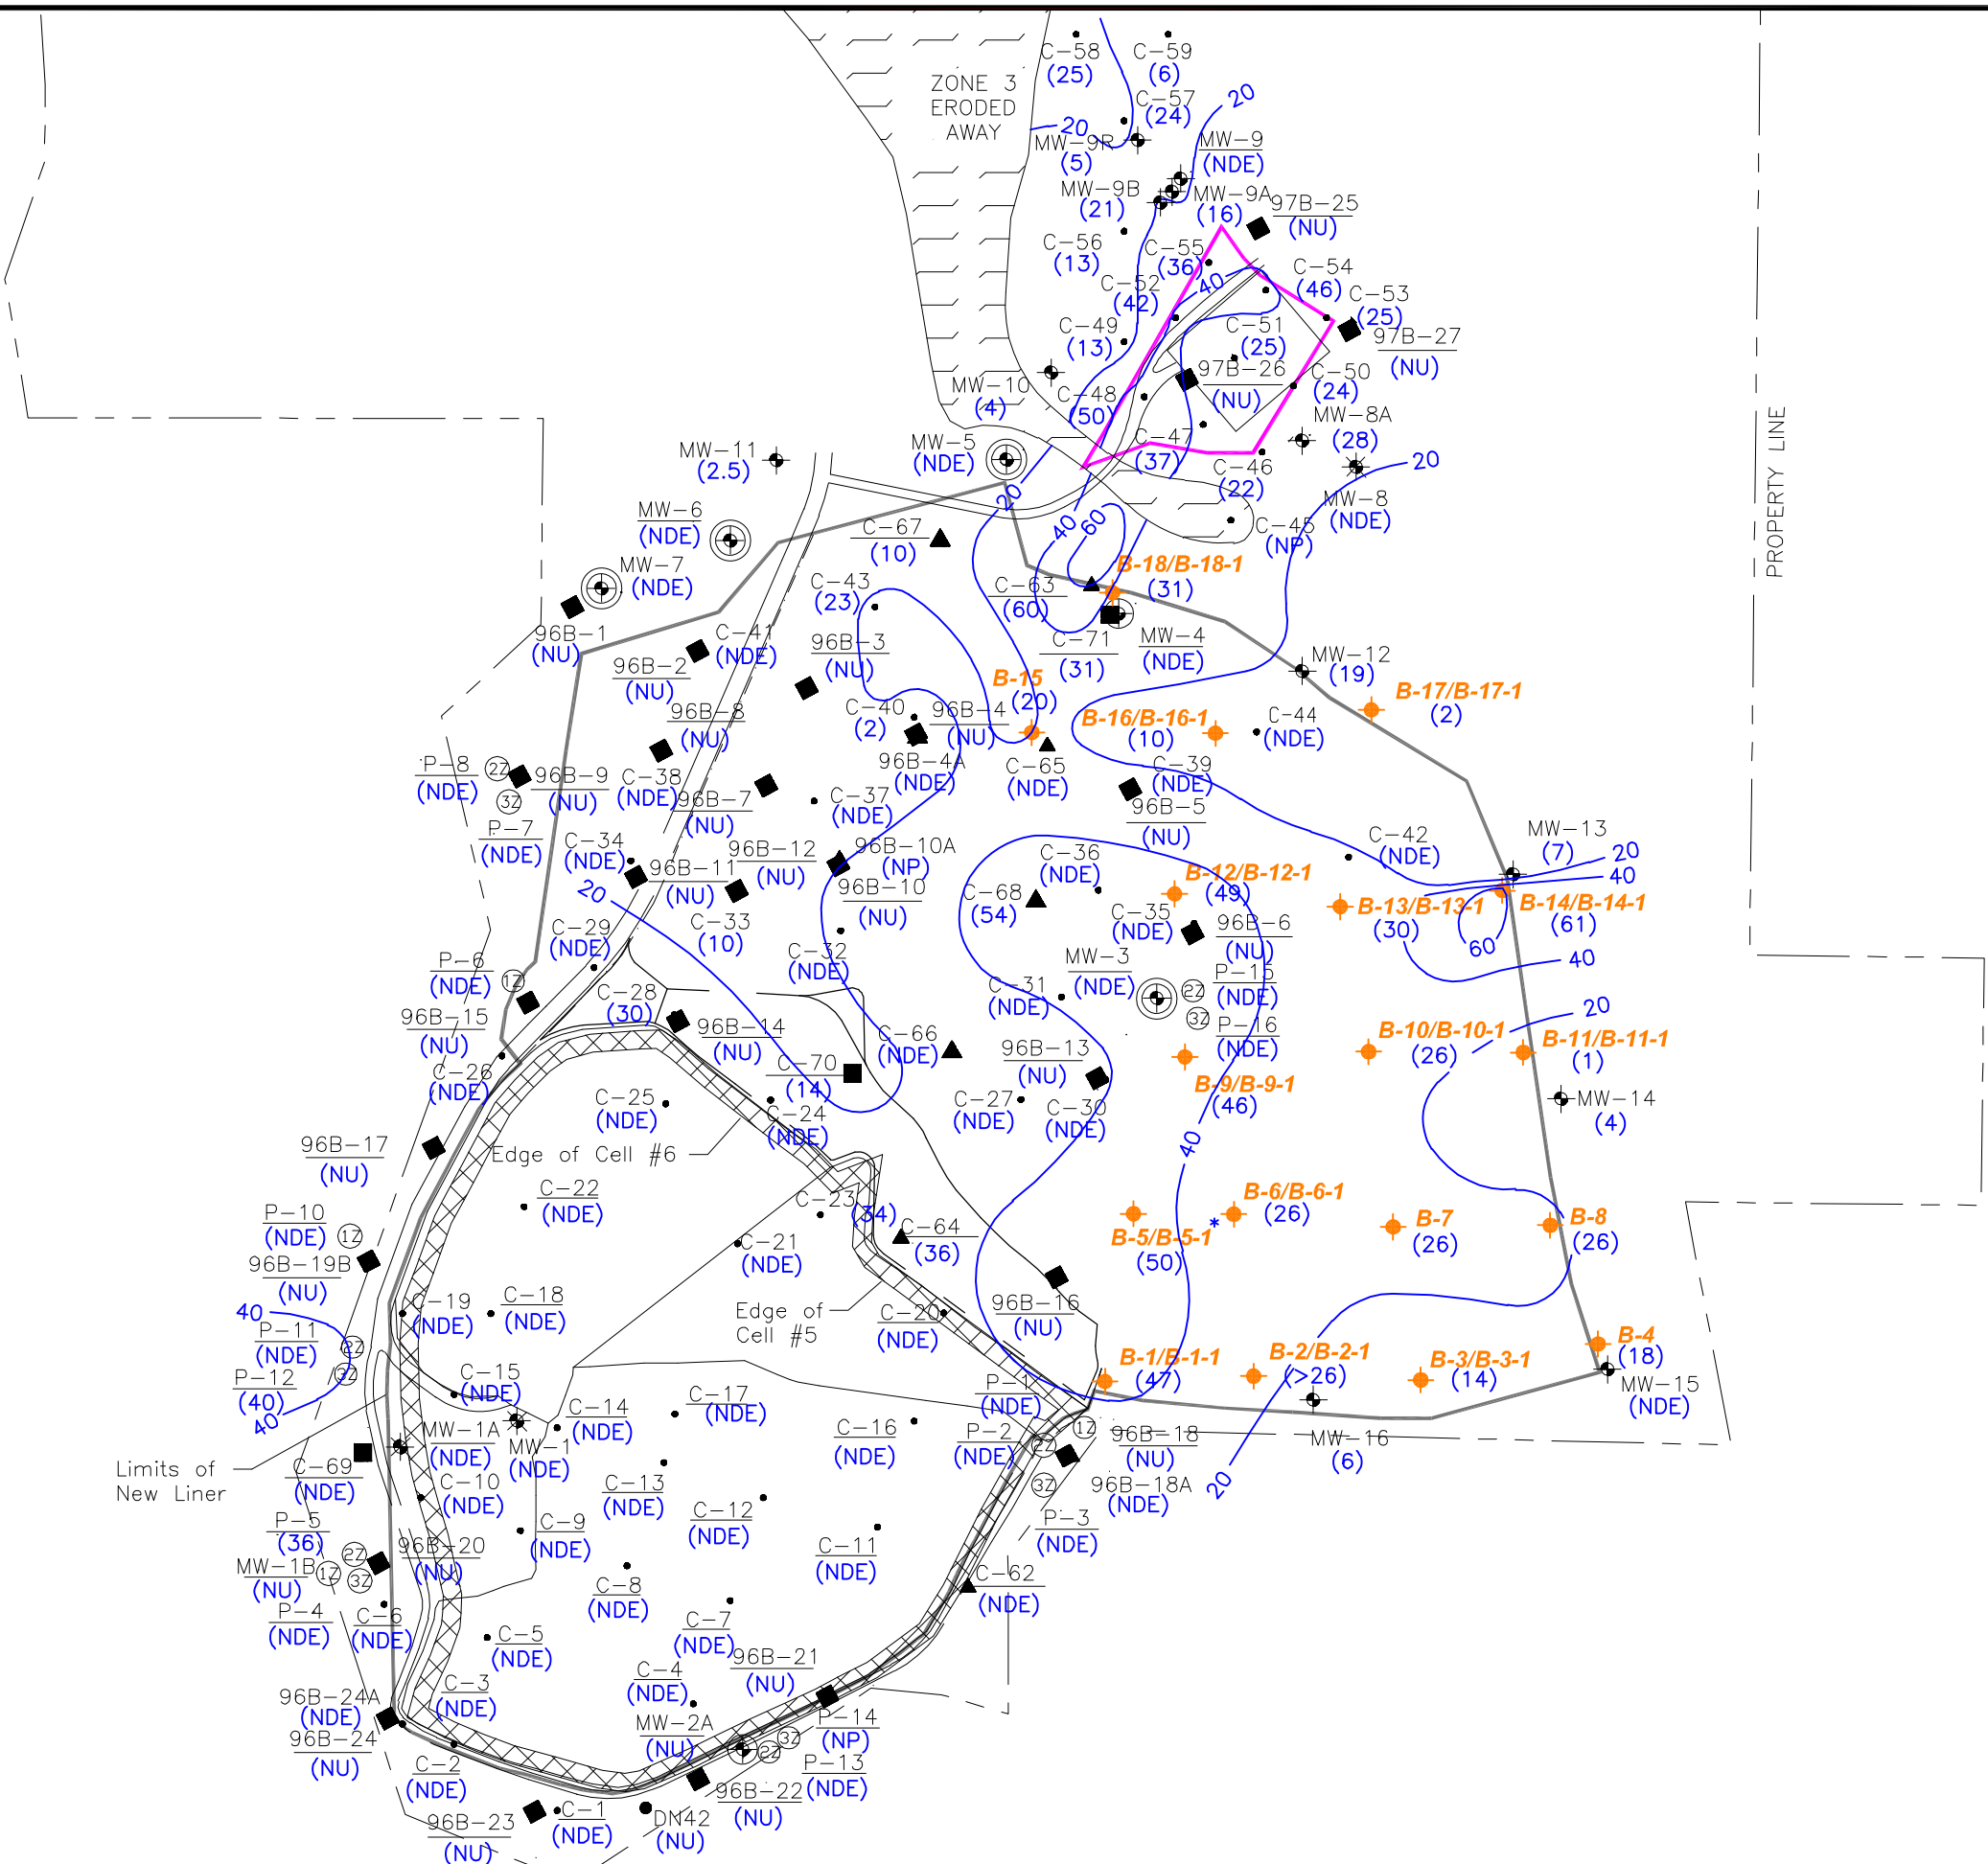 C-58
(25)
C-59
(6)
ZONE 3
ERODED
AWAY
C-57
(24)
20
20
MW-9R
(5)
MW-9
(NDE)
MW-9B
(21)
MW-9A
(16)
97B-25
(NU)
C-56
(13)
C-55
(36)
C-54
(46)
C-52
(42)
40
C-53
(25)
C-49
(13)
C-51
(25)
97B-27
(NU)
97B-26
(NU)
C-50
(24)
MW-10
(4)
C-48
(50)
MW-8A
(28)
PROPERTY LINE
MW-11
(2.5)
MW-5
(NDE)
C-47
(37)
C-46
(22)
20
MW-8
(NDE)
20
MW-6
(NDE)
C-67
(10)
40
60
C-45
(NP)
MW-7
(NDE)
C-43
(23)
C-63
(60)
B-18/B-18-1
(31)
96B-1
(NU)
C-41
(NDE)
96B-2
(NU)
96B-3
(NU)
C-71
(31)
MW-4
(NDE)
MW-12
(19)
B-15
(20)
B-17/B-17-1
(2)
96B-8
(NU)
C-40
(2)
96B-4
(NU)
B-16/B-16-1
(10)
C-44
(NDE)
P-8
(NDE)
2Z
96B-9
(NU)
3Z
C-38
(NDE)
96B-7
(NU)
96B-4A
(NDE)
C-65
(NDE)
C-39
(NDE)
96B-5
(NU)
C-37
(NDE)
P-7
(NDE)
C-34
(NDE)
96B-12
(NU)
96B-10A
(NP)
C-36
(NDE)
C-42
(NDE)
MW-13
(7)
20
40
20
96B-11
(NU)
96B-10
(NU)
C-68
(54)
B-12/B-12-1
(49)
B-13/B-13-1
(30)
B-14/B-14-1
(61)
60
40
C-33
(10)
C-35
(NDE)
96B-6
(NU)
C-29
(NDE)
C-32
(NDE)
MW-3
(NDE)
P-6
(NDE)
1Z
C-28
(30)
C-31
(NDE)
2Z
P-15
(NDE)
3Z
P-16
(NDE)
20
96B-15
(NU)
96B-14
(NU)
C-66
(NDE)
96B-13
(NU)
B-10/B-10-1
(26)
B-11/B-11-1
(1)
C-26
(NDE)
C-70
(14)
B-9/B-9-1
(46)
C-25
(NDE)
C-24
(NDE)
C-27
(NDE)
C-30
(NDE)
MW-14
(4)
40
96B-17
(NU)
Edge of Cell #6
C-22
(NDE)
C-23
(34)
P-10
(NDE)
1Z
C-64
(36)
B-6/B-6-1
(26)
*
B-5/B-5-1
(50)
B-7
(26)
B-8
(26)
C-21
(NDE)
96B-19B
(NU)
C-19
(NDE)
C-18
(NDE)
Edge of
Cell #5
C-20
(NDE)
96B-16
(NU)
40
P-11
(NDE)
2Z
3Z
P-12
(40)
40
20
B-4
(18)
B-1/B-1-1
(47)
B-2/B-2-1
(>26)
B-3/B-3-1
(14)
MW-15
(NDE)
P-1
(NDE)
C-15
(NDE)
C-17
(NDE)
C-14
(NDE)
C-16
(NDE)
P-2
(NDE)
1Z
2Z
96B-18
(NU)
MW-16
(6)
MW-1A
(NDE)
MW-1
(NDE)
Limits of
New Liner
C-69
(NDE)
C-10
(NDE)
C-13
(NDE)
3Z
96B-18A
(NDE)
20
C-12
(NDE)
P-3
(NDE)
P-5
(36)
C-9
(NDE)
C-11
(NDE)
96B-20
(NU)
2Z
MW-1B
(NU)
1Z
3Z
C-62
(NDE)
C-8
(NDE)
P-4
(NDE)
C-6
(NDE)
C-7
(NDE)
C-5
(NDE)
96B-21
(NU)
C-4
(NDE)
C-3
(NDE)
96B-24A
(NDE)
96B-24
(NU)
MW-2A
(NU)
P-14
(NP)
3Z
2Z
P-13
(NDE)
C-2
(NDE)
96B-22
(NU)
C-1
(NDE)
DN42
(NU)
96B-23
(NU)